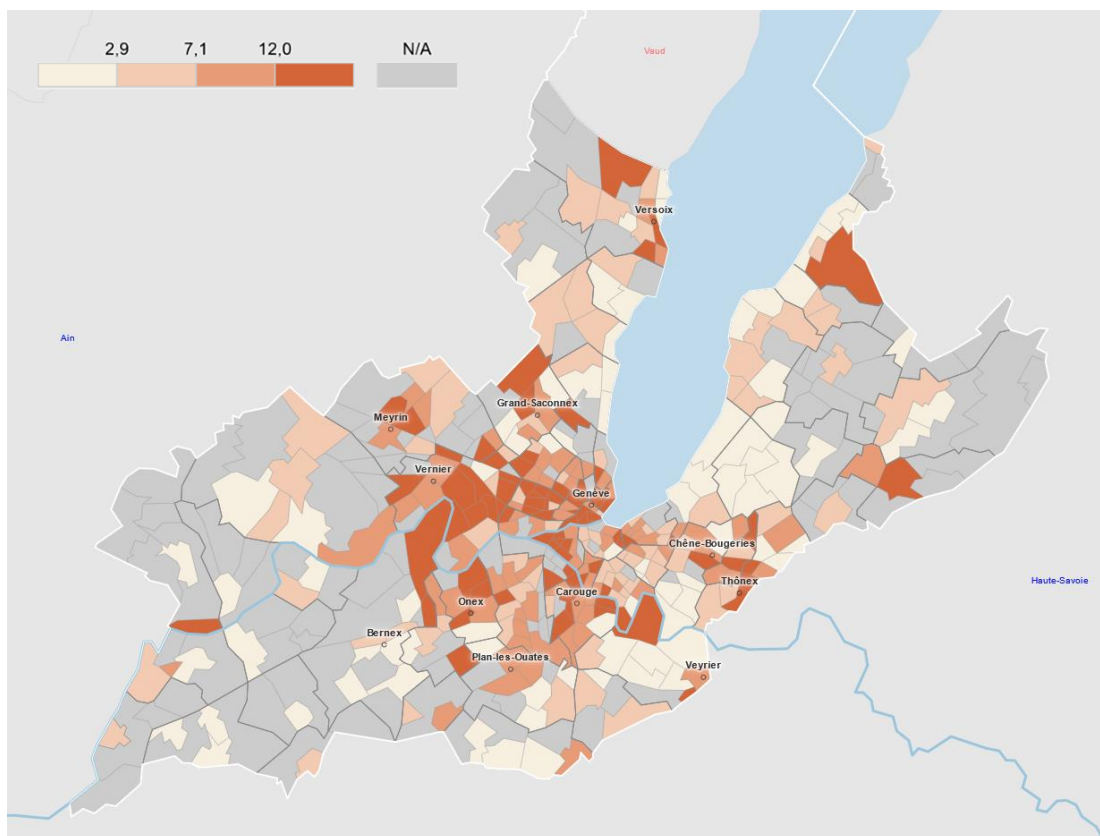 2,9 7,1 12,0 N/A
Vaud
Versoix
Ain
Grand-Saconnex
Meyrin
Vernier
Genève
Chêne-Bougeries
Thônex
Haute-Savoie
Carouge
Onex
Bernex
Plan-les-Ouates
Veyrier